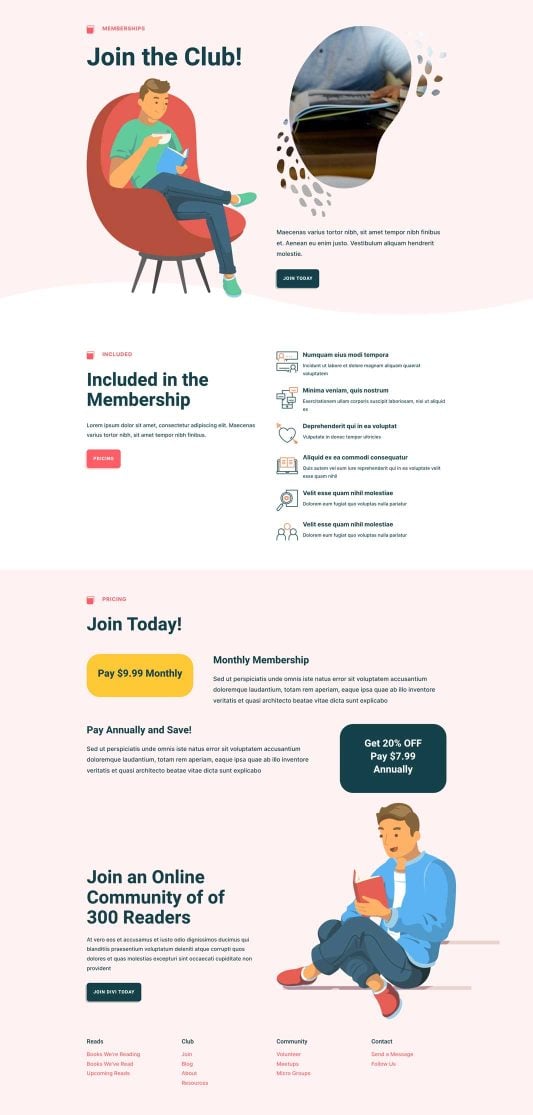 MEMBERSHIPS
Join the Club!
Maecenas varius tortor nibh, sit amet tempor nibh finibus
et. Aenean eu enim justo. Vestibulum aliquam hendrerit
molestie.
JOIN TODAY
INCLUDED
Included in the
Membership
Lorem ipsum dolor sit amet, consectetur adipiscing elit. Maecenas
varius tortor nibh, sit amet tempor nibh finibus.
PRICING
Numquam eius modi tempora
Incidunt ut labore et dolore magnam aliquam quaerat
voluptatem
Minima veniam, quis nostrum
Exercitationem ullam corporis suscipit laboriosam, nisi ut aliquid
ex
Deprehenderit qui in ea voluptat
Vulputate in donec tempor ultricies
Aliquid ex ea commodi consequatur
Quis autem vel eum iure reprehenderit qui in ea voluptate velit
esse quam nihil
Velit esse quam nihil molestiae
Dolorem eum fugiat quo voluptas nulla pariatur
Velit esse quam nihil molestiae
Dolorem eum fugiat quo voluptas nulla pariatur
PRICING
Join Today!
Pay $9.99 Monthly
Monthly Membership
Sed ut perspiciatis unde omnis iste natus error sit voluptatem accusantium
doloremque laudantium, totam rem aperiam, eaque ipsa quae ab illo inventore
veritatis et quasi architecto beatae vitae dicta sunt explicabo
Pay Annually and Save!
Sed ut perspiciatis unde omnis iste natus error sit voluptatem accusantium
doloremque laudantium, totam rem aperiam, eaque ipsa quae ab illo inventore
veritatis et quasi architecto beatae vitae dicta sunt explicabo
Get 20% OFF
Pay $7.99
Annually
Join an Online
Community of of
300 Readers
At vero eos et accusamus et iusto odio dignissimos ducimus qui
blanditiis praesentium voluptatum deleniti atque corrupti quos
dolores et quas molestias excepturi sint occaecati cupiditate non
provident
JOIN DIVI TODAY
Reads
Books We're Reading
Books We've Read
Upcoming Reads
Club
Join
Blog
About
Resources
Community
Volunteer
Meetups
Micro Groups
Contact
Send a Message
Follow Us